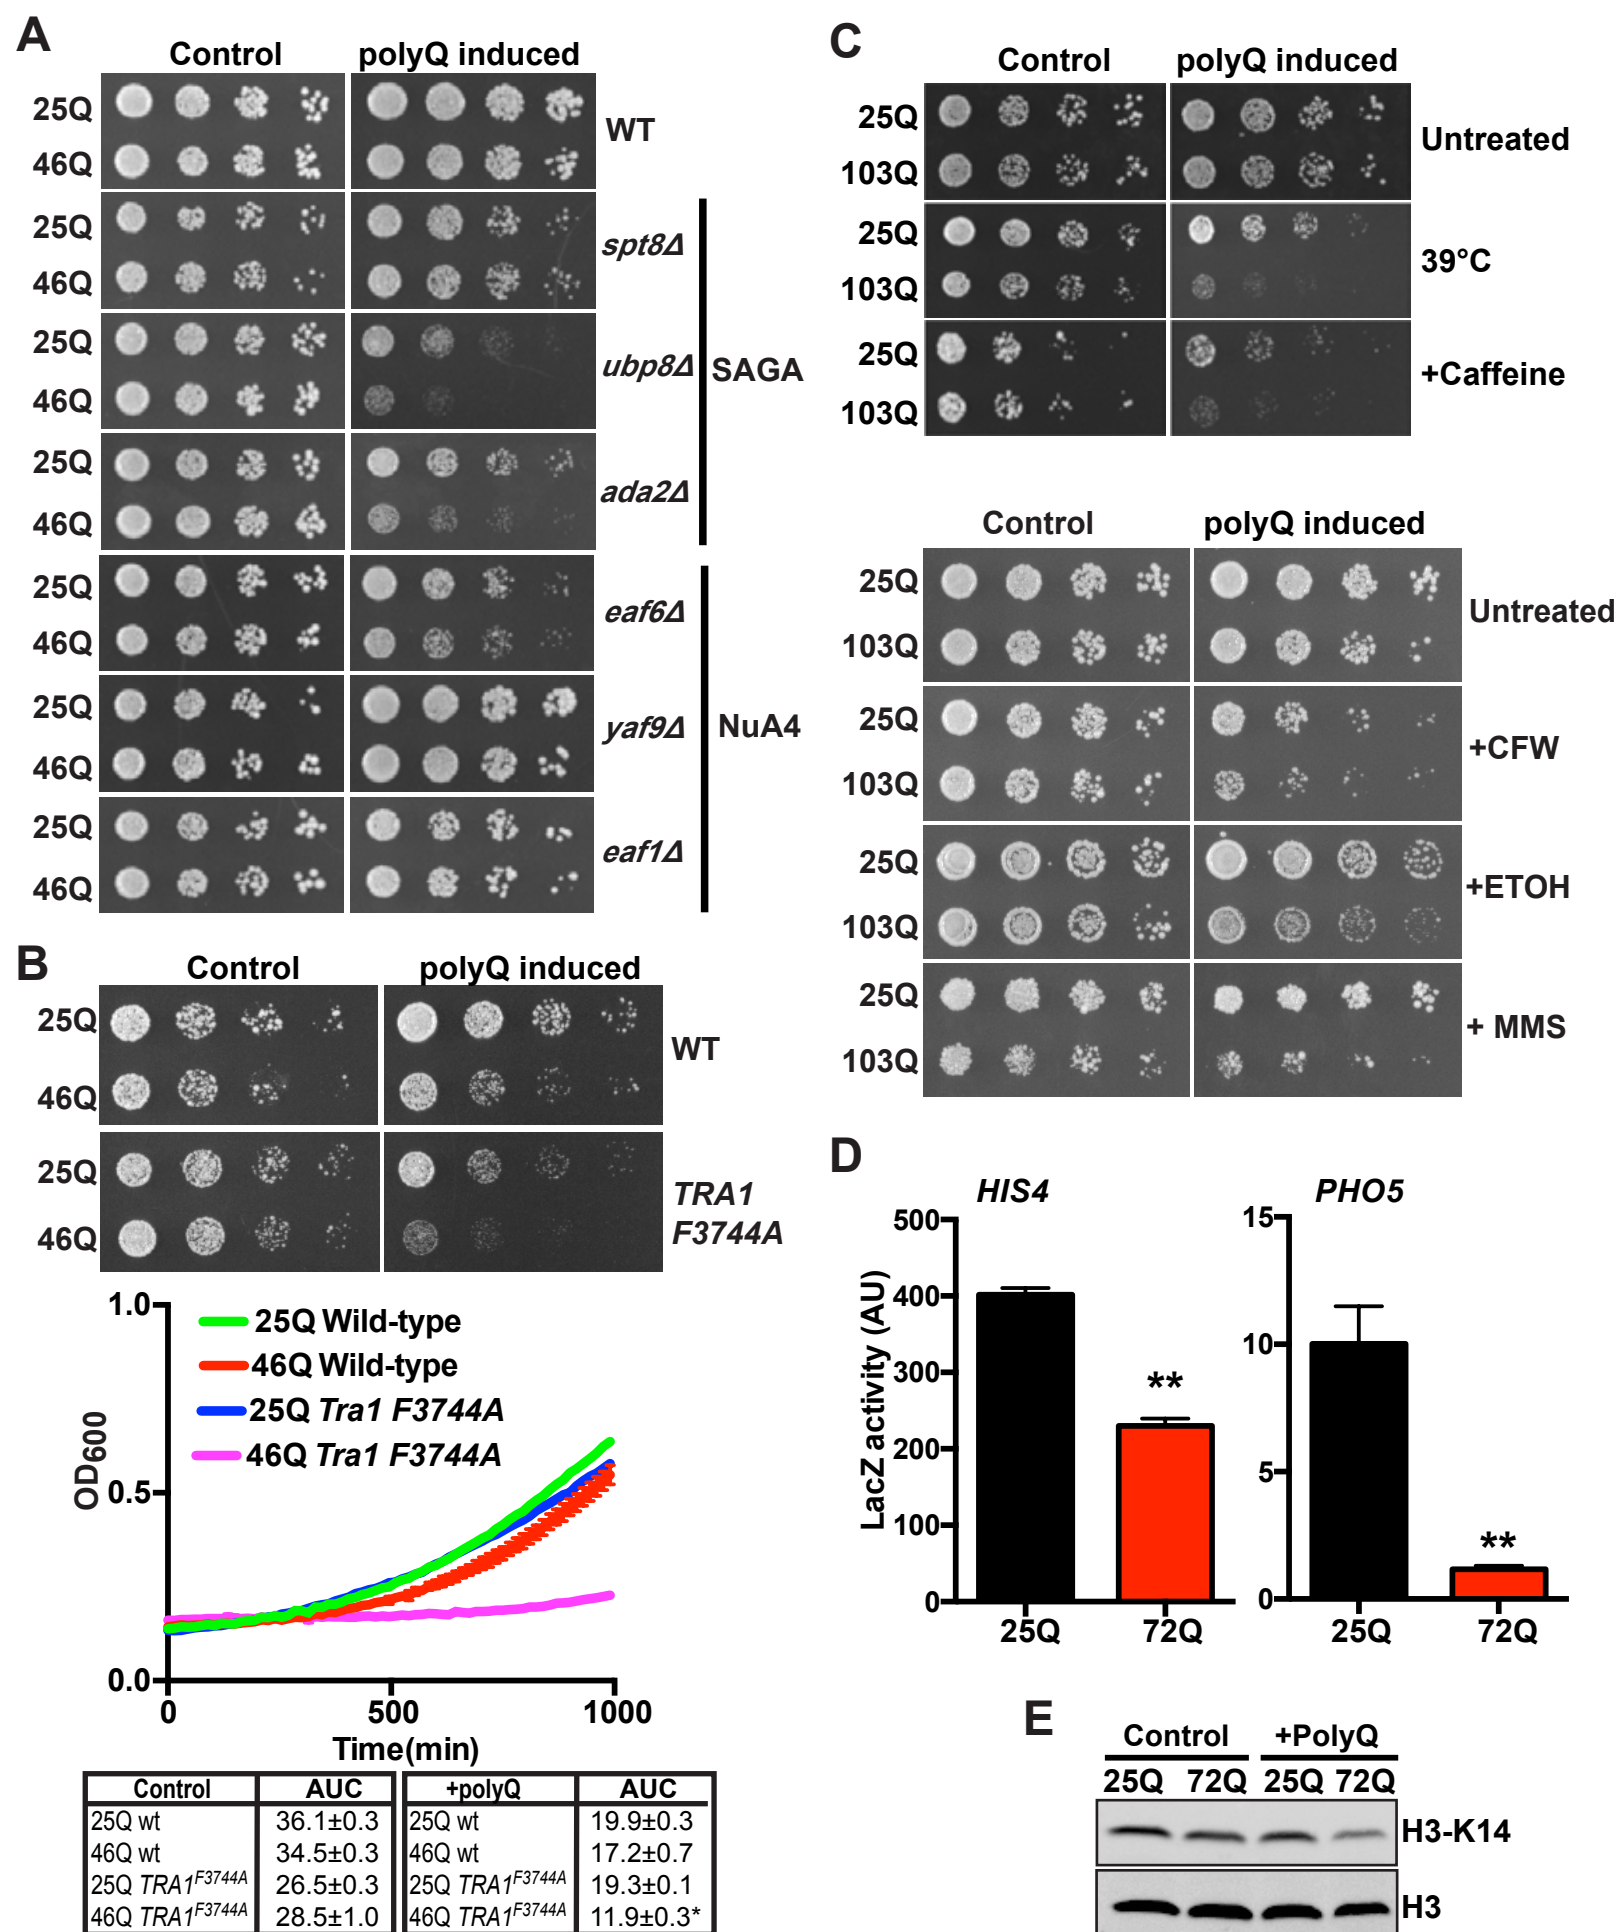 A
Control polyQ induced
25Q
46Q
WT
25Q
46Q
spt8Δ
25Q
46Q
ubp8Δ
SAGA
25Q
46Q
ada2Δ
25Q
46Q
eaf6Δ
25Q
46Q
yaf9Δ
NuA4
25Q
46Q
eaf1Δ
B
Control polyQ induced
25Q
46Q
WT
25Q
46Q
TRA1
F3744A
1.0
0.5
0.0
OD600
25Q Wild-type
46Q Wild-type
25Q Tra1 F3744A
46Q Tra1 F3744A
0 500 1000
Time(min)
Control AUC +polyQ AUC
25Q wt 36.1±0.3 25Q wt 19.9±0.3
46Q wt 34.5±0.3 46Q wt 17.2±0.7
25Q TRA1F3744A 26.5±0.3 25Q TRA1F3744A 19.3±0.1
46Q TRA1F3744A 28.5±1.0 46Q TRA1F3744A 11.9±0.3*
C
Control polyQ induced
25Q
103Q
Untreated
25Q
103Q
39°C
25Q
103Q
+Caffeine
Control polyQ induced
25Q
103Q
Untreated
25Q
103Q
+CFW
25Q
103Q
+ETOH
25Q
103Q
+ MMS
D
HIS4 PHO5
LacZ activity (AU)
500
400
300
200
100
0
**
25Q 72Q
15
10
5
0
**
25Q 72Q
E
Control +PolyQ
25Q 72Q 25Q 72Q
H3-K14
H3